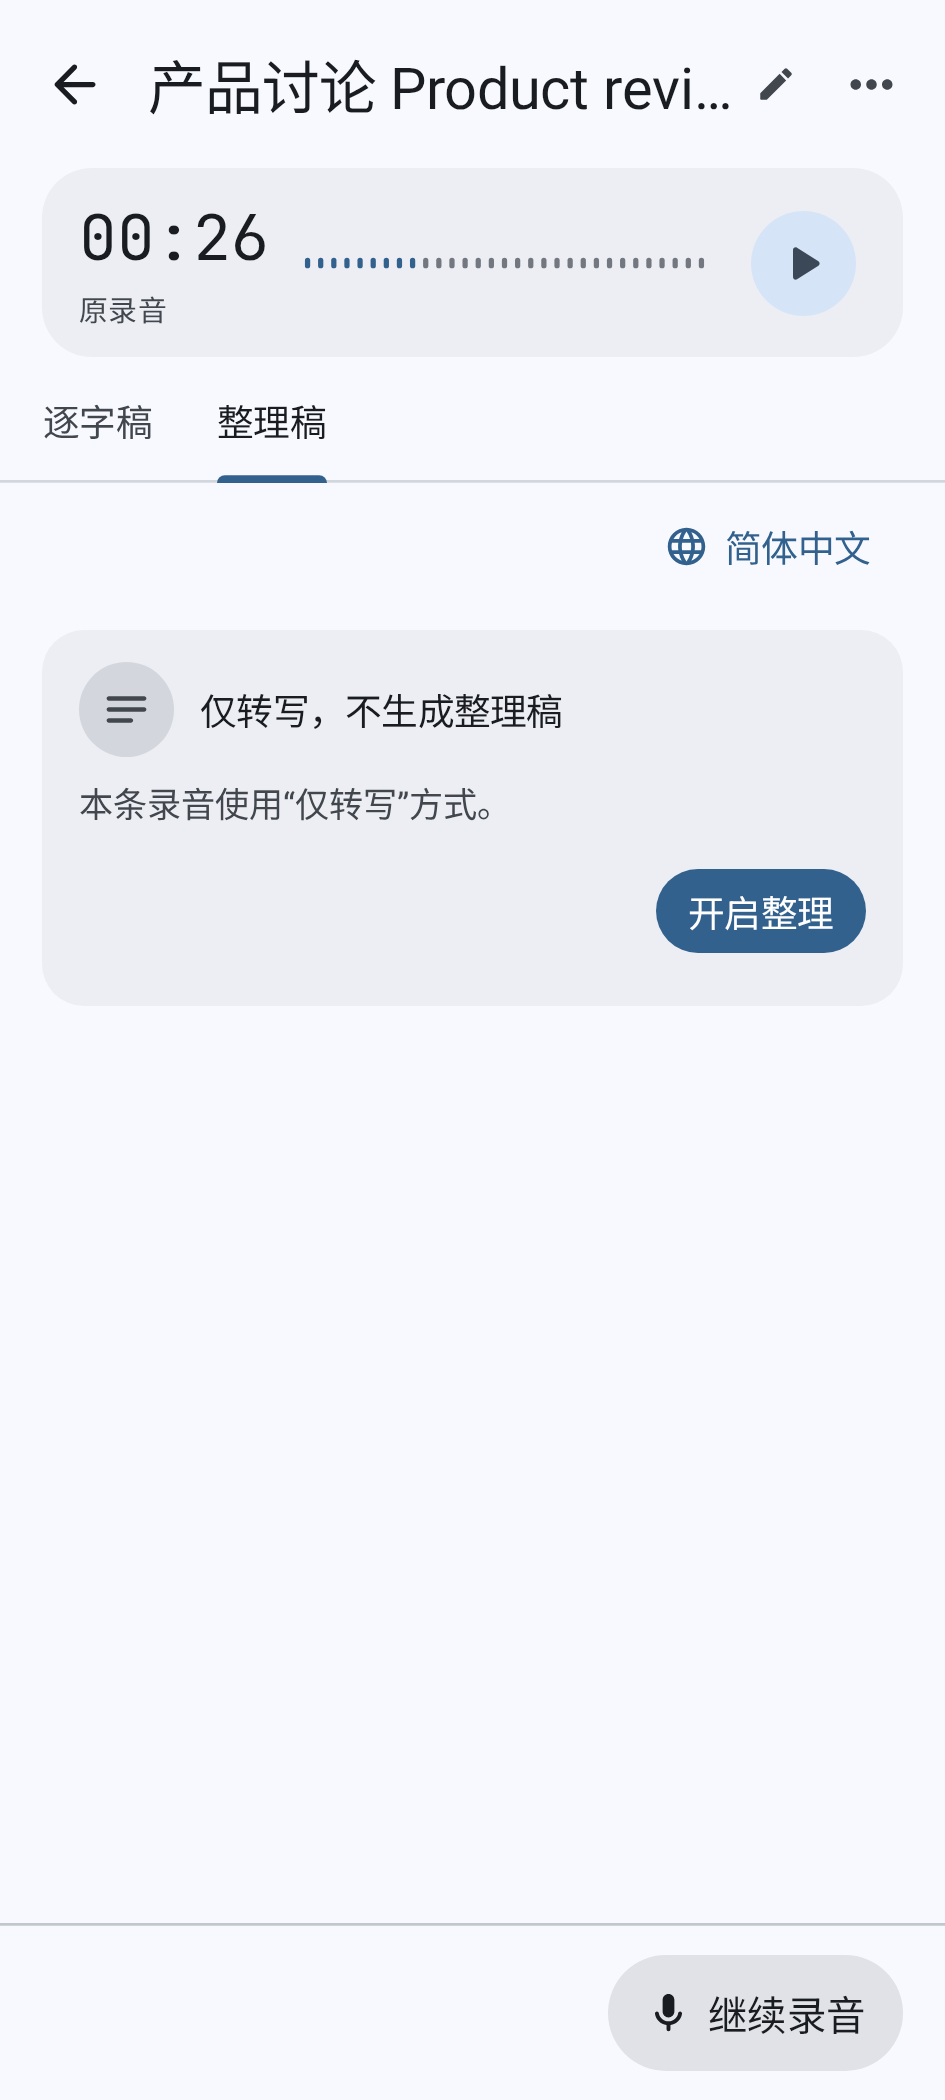 产品讨论 Product revi...
00:26
原录音
逐字稿 整理稿
简体中文
仅转写，不生成整理稿
本条录音使用“仅转写”方式。
开启整理
继续录音